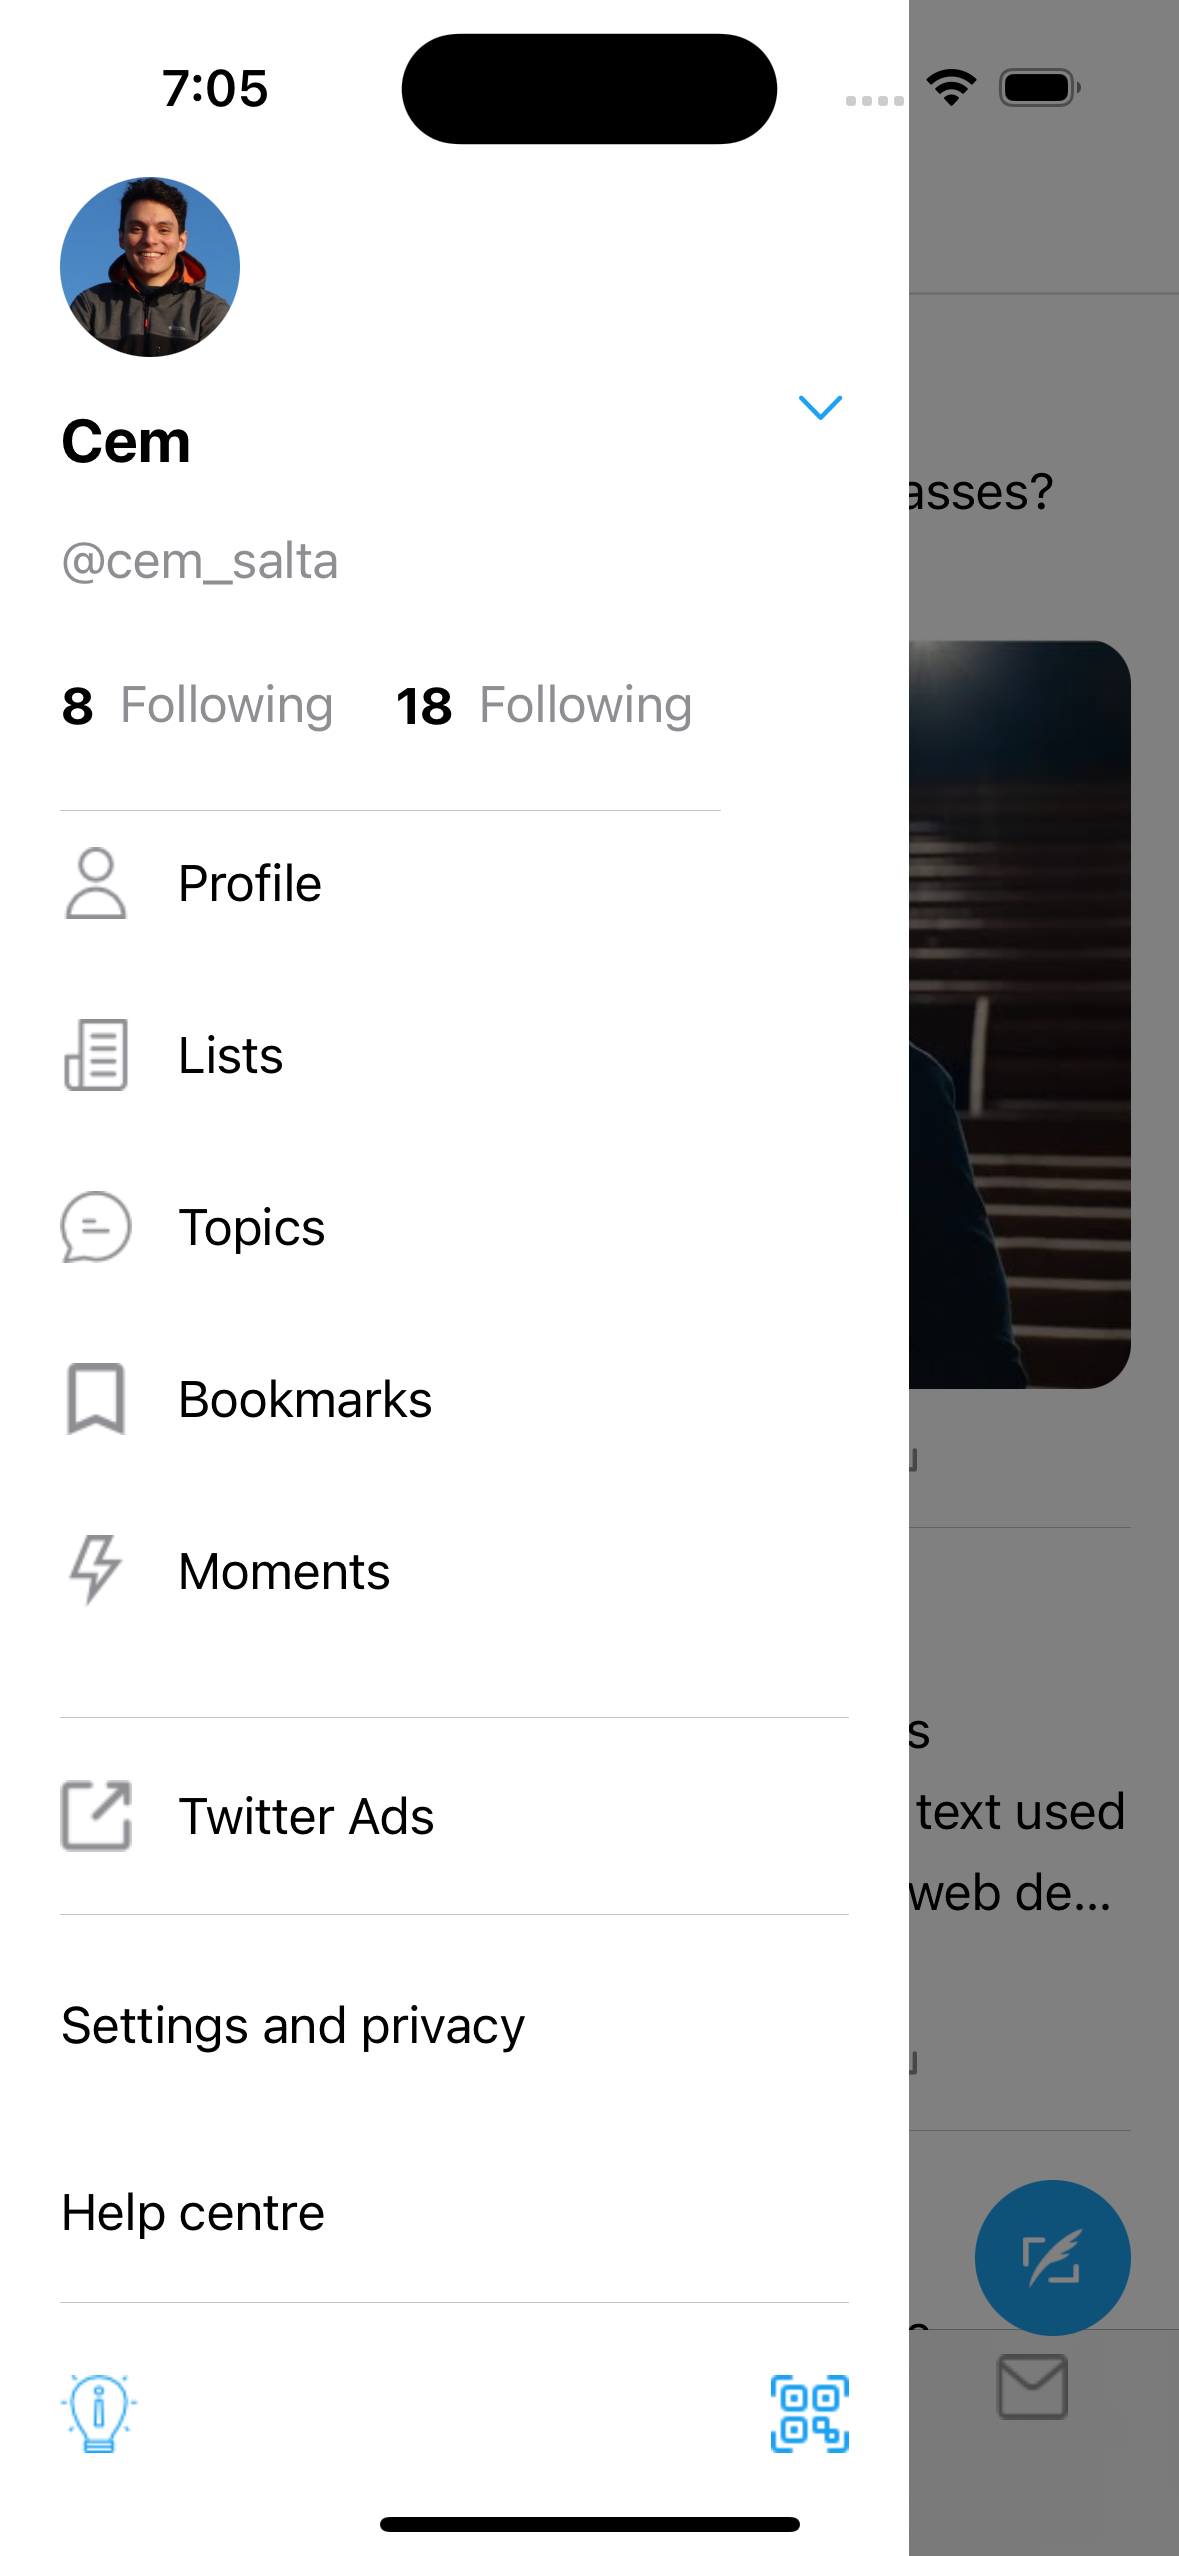 7:05
Cem
@cem_salta
8 Following 18 Following
asses?
Profile
Lists
Topics
Bookmarks
Moments
s
Twitter Ads
text used
web de...
Settings and privacy
Help centre